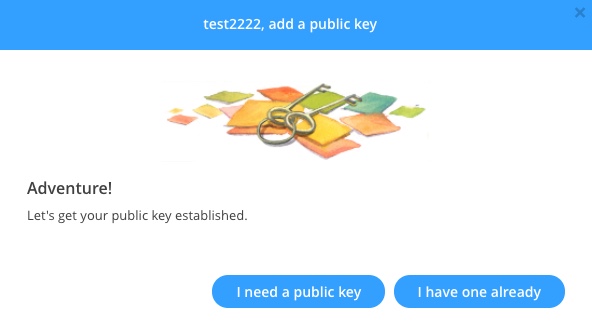 test2222, add a public key
Adventure!
Let's get your public key established.
I need a public key
I have one already